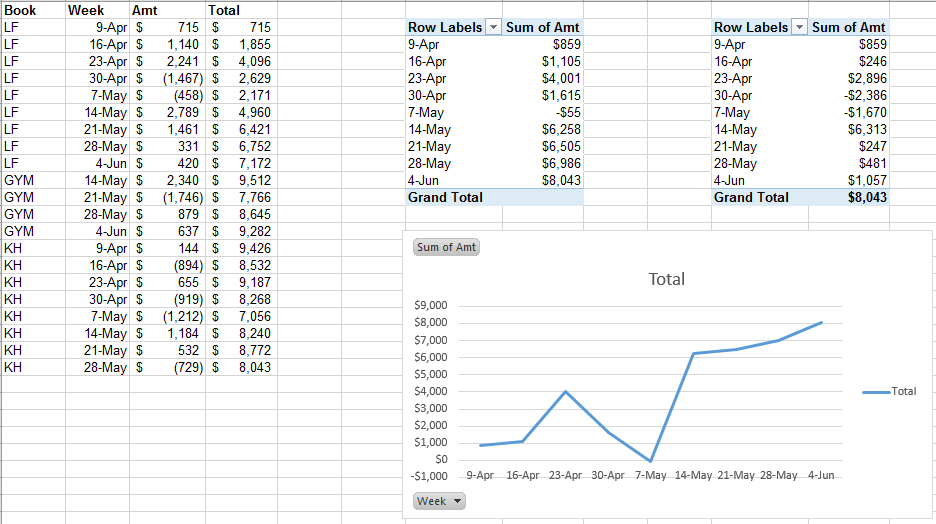 Book Week Amt Total
LF 9-Apr $ 715 $ 715
LF 16-Apr $ 1,140 $ 1,855
LF 23-Apr $ 2,241 $ 4,096
LF 30-Apr $ (1,467) $ 2,629
LF 7-May $ (458) $ 2,171
LF 14-May $ 2,789 $ 4,960
LF 21-May $ 1,461 $ 6,421
LF 28-May $ 331 $ 6,752
LF 4-Jun $ 420 $ 7,172
GYM 14-May $ 2,340 $ 9,512
GYM 21-May $ (1,746) $ 7,766
GYM 28-May $ 879 $ 8,645
GYM 4-Jun $ 637 $ 9,282
KH 9-Apr $ 144 $ 9,426
KH 16-Apr $ (894) $ 8,532
KH 23-Apr $ 655 $ 9,187
KH 30-Apr $ (919) $ 8,268
KH 7-May $ (1,212) $ 7,056
KH 14-May $ 1,184 $ 8,240
KH 21-May $ 532 $ 8,772
KH 28-May $ (729) $ 8,043
Row Labels Sum of Amt
9-Apr $859
16-Apr $1,105
23-Apr $4,001
30-Apr $1,615
7-May -$55
14-May $6,258
21-May $6,505
28-May $6,986
4-Jun $8,043
Grand Total
Row Labels Sum of Amt
9-Apr $859
16-Apr $246
23-Apr $2,896
30-Apr -$2,386
7-May -$1,670
14-May $6,313
21-May $247
28-May $481
4-Jun $1,057
Grand Total $8,043
Sum of Amt
Total
$9,000
$8,000
$7,000
$6,000
$5,000
$4,000
$3,000
$2,000
$1,000
$0
-$1,000
9-Apr 16-Apr 23-Apr 30-Apr 7-May 14-May 21-May 28-May 4-Jun
Total
Week